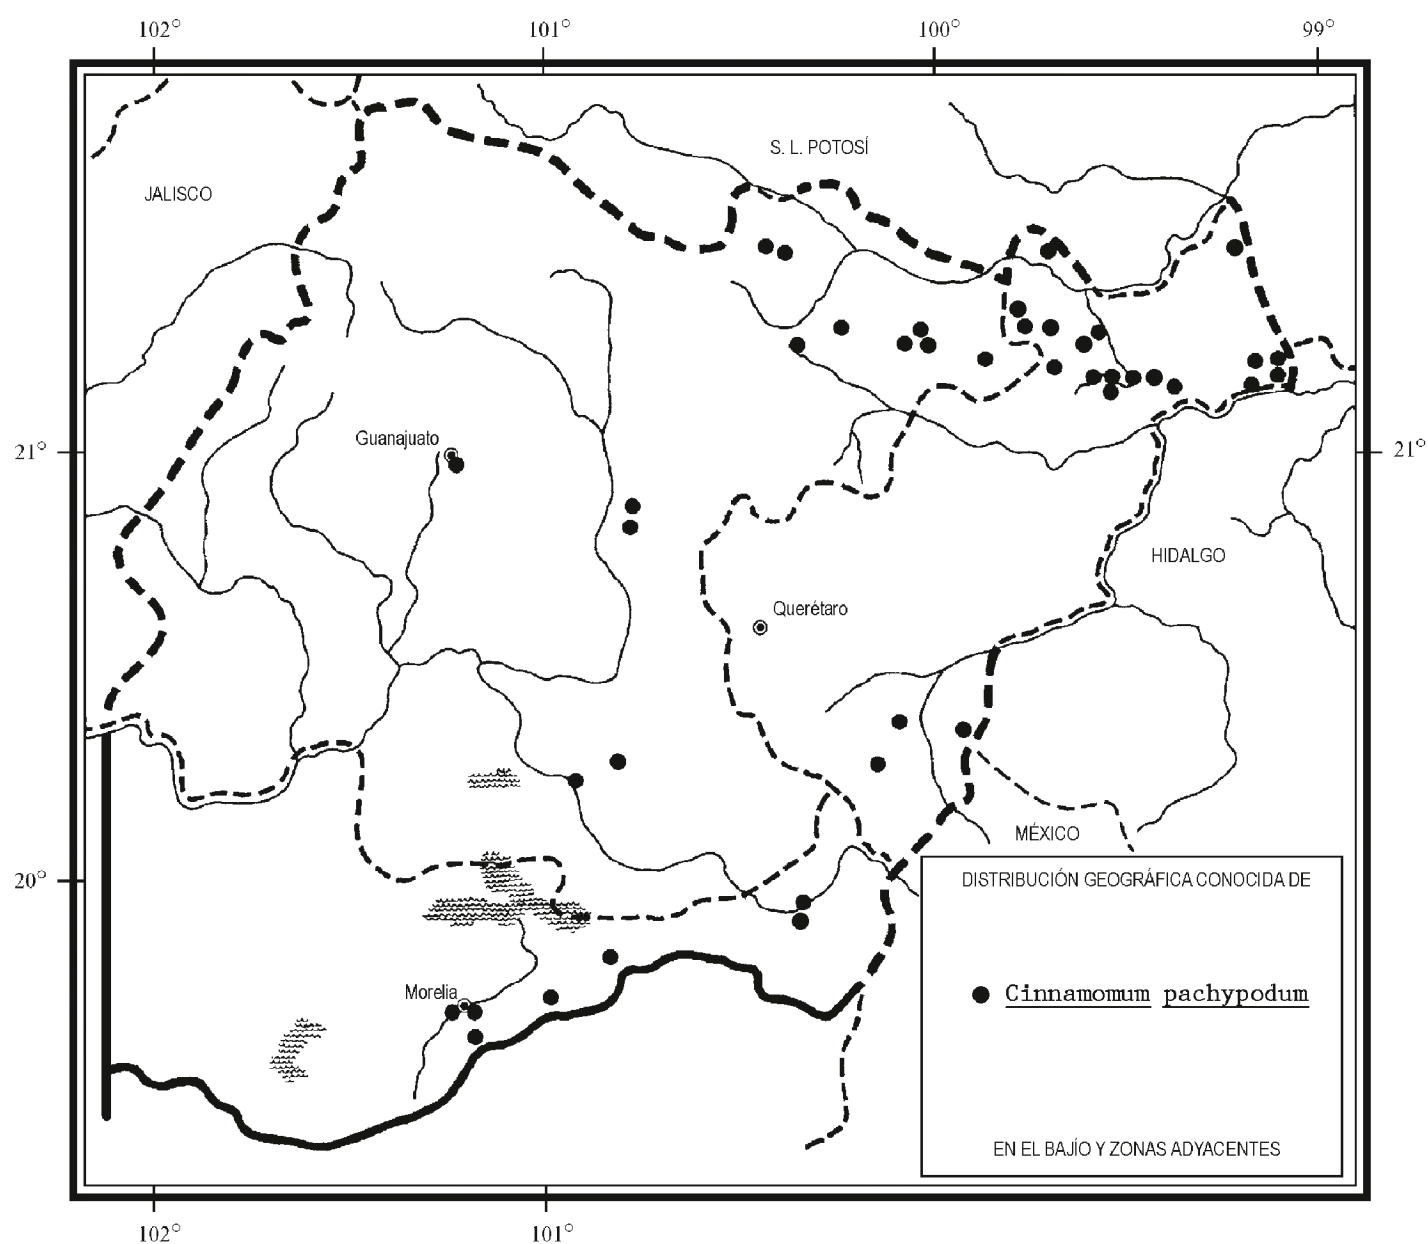 102° 101° 100° 99°
S. L. POTOSÍ
JALISCO
Guanajuato
21° 21°
HIDALGO
Querétaro
MÉXICO
20°
DISTRIBUCIÓN GEOGRÁFICA CONOCIDA DE
Morelia
Cinnamomum pachypodum
EN EL BAJÍO Y ZONAS ADYACENTES
102° 101°